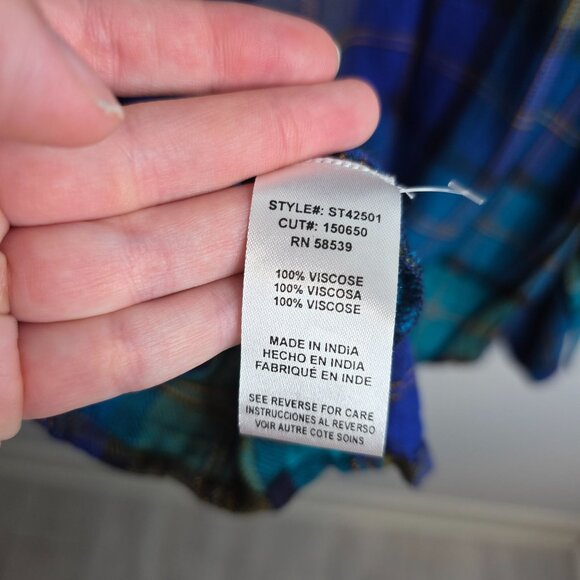 STYLE#: ST42501
CUT#: 150650
RN 58539
100% VISCOSE
100% VISCOSA
100% VISCOSE
MADE IN INDiA
HECHO EN INDIA
FABRIQUÉ EN INDE
SEE REVERSE FOR CARE
INSTRUCCIONES AL REVERSO
VOIR AUTRE COTE SOINS